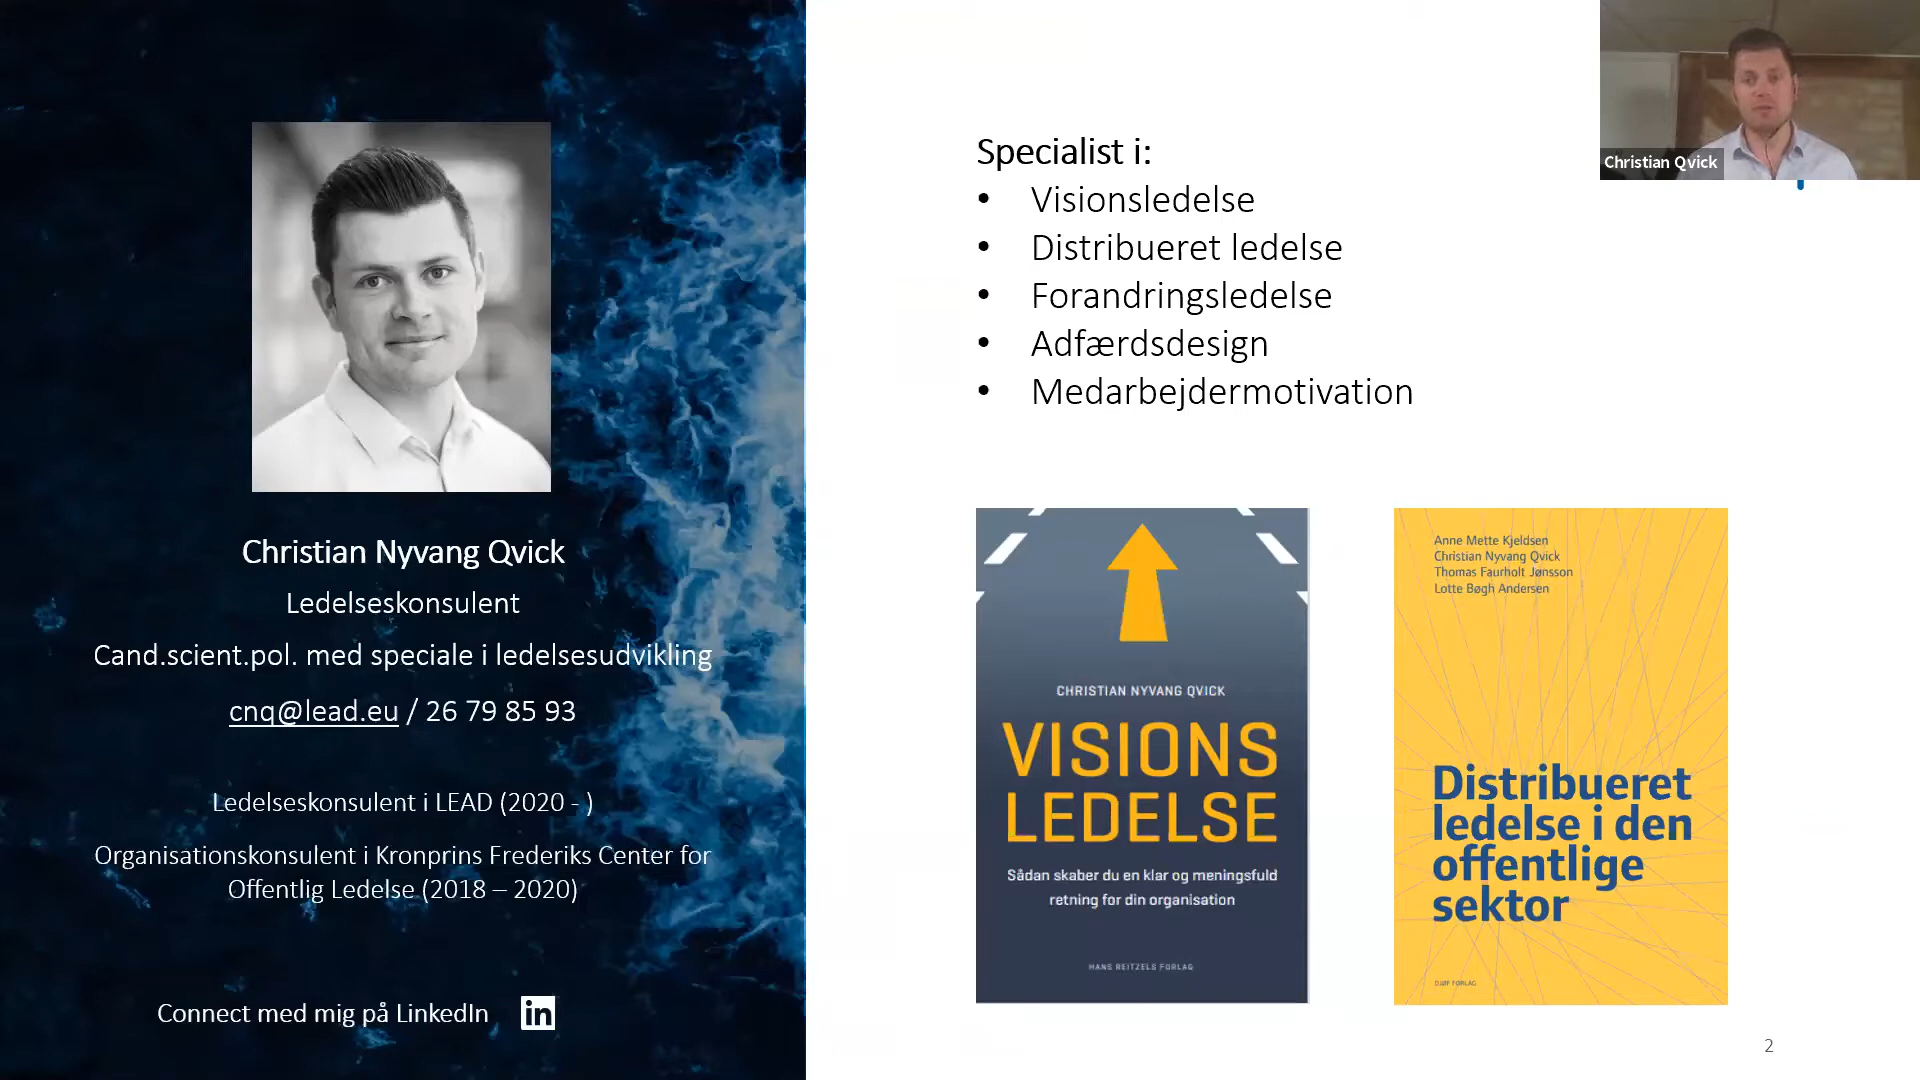 Christian Nyvang Qvick
Ledelseskonsulent
Cand.scient.pol. med speciale i ledelsesudvikling
cnq@lead.eu / 26 79 85 93
Ledelseskonsulent i LEAD (2020 - )
Organisationskonsulent i Kronprins Frederiks Center for
Offentlig Ledelse (2018 – 2020)
Connect med mig på LinkedIn
in
Specialist i:
• Visionsledelse
• Distribueret ledelse
• Forandringsledelse
• Adfærdsdesign
• Medarbejdermotivation
CHRISTIAN NYVANG QVICK
VISIONS
LEDELSE
Sådan skaber du en klar og meningsfuld
retning for din organisation
HANS REITZELS FORLAG
Anne Mette Kjeldsen
Christian Nyvang Qvick
Thomas Faurholt Jønsson
Lotte Bøgh Andersen
Distribueret
ledelse i den
offentlige
sektor
DJØF FORLAG
Christian Qvick
2